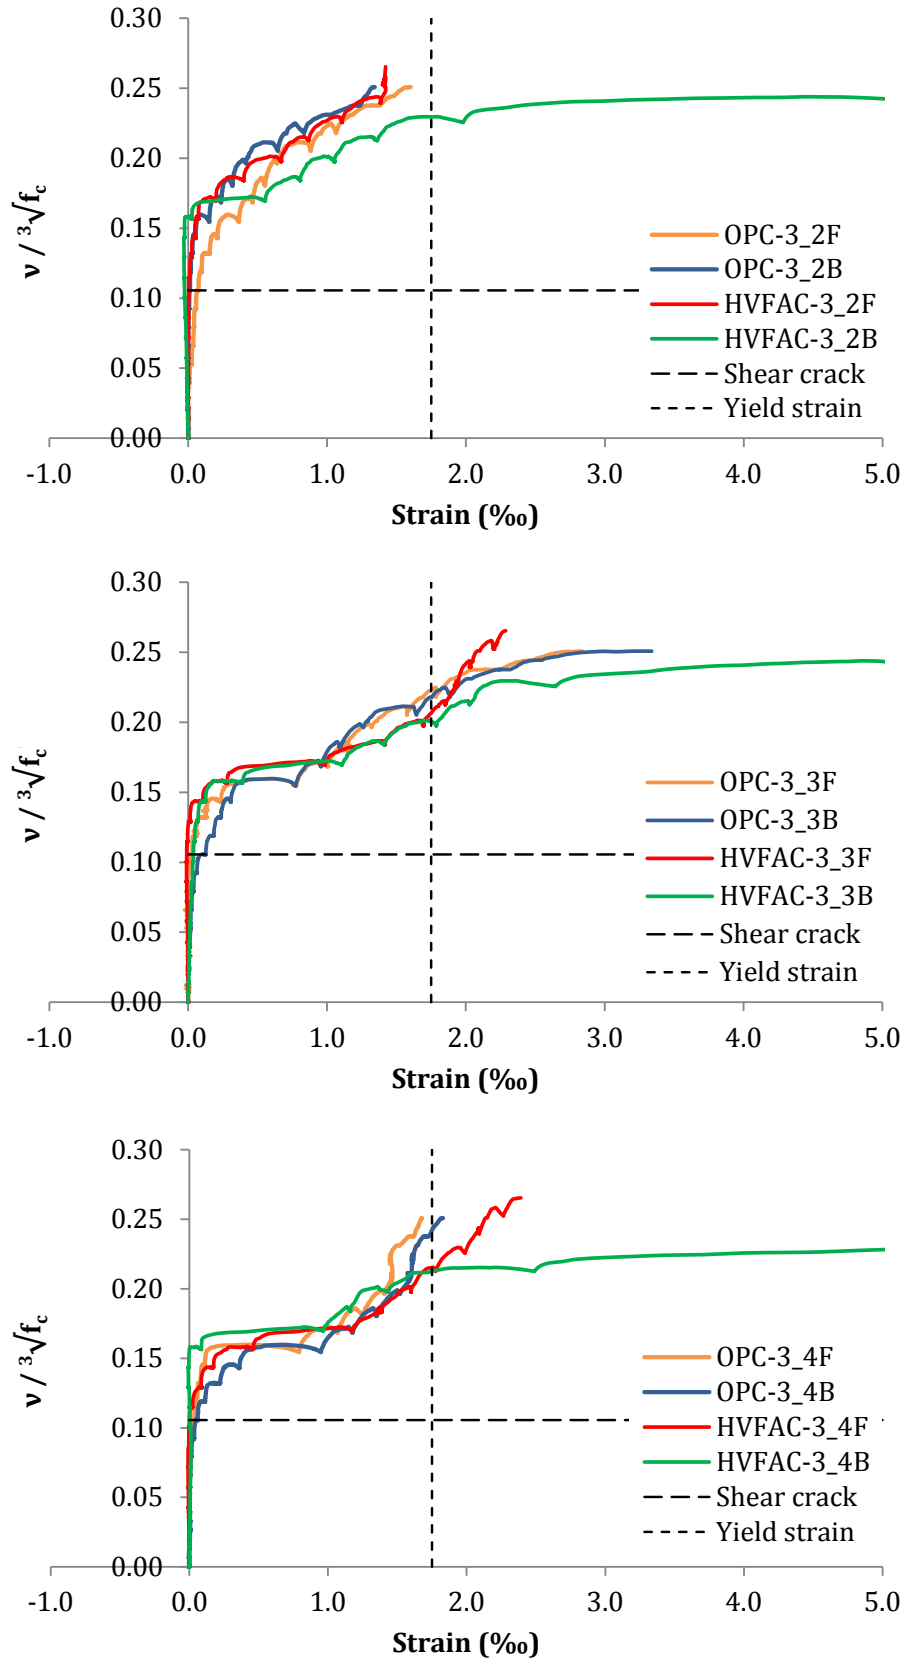 0.30
0.25
0.20
0.15
0.10
0.05
0.00
ν / ³√f_c
-1.0 0.0 1.0 2.0 3.0 4.0 5.0
Strain (‰)
OPC-3_2F
OPC-3_2B
HVFAC-3_2F
HVFAC-3_2B
Shear crack
Yield strain
0.30
0.25
0.20
0.15
0.10
0.05
0.00
ν / ³√f_c
-1.0 0.0 1.0 2.0 3.0 4.0 5.0
Strain (‰)
OPC-3_3F
OPC-3_3B
HVFAC-3_3F
HVFAC-3_3B
Shear crack
Yield strain
0.30
0.25
0.20
0.15
0.10
0.05
0.00
ν / ³√f_c
-1.0 0.0 1.0 2.0 3.0 4.0 5.0
Strain (‰)
OPC-3_4F
OPC-3_4B
HVFAC-3_4F
HVFAC-3_4B
Shear crack
Yield strain